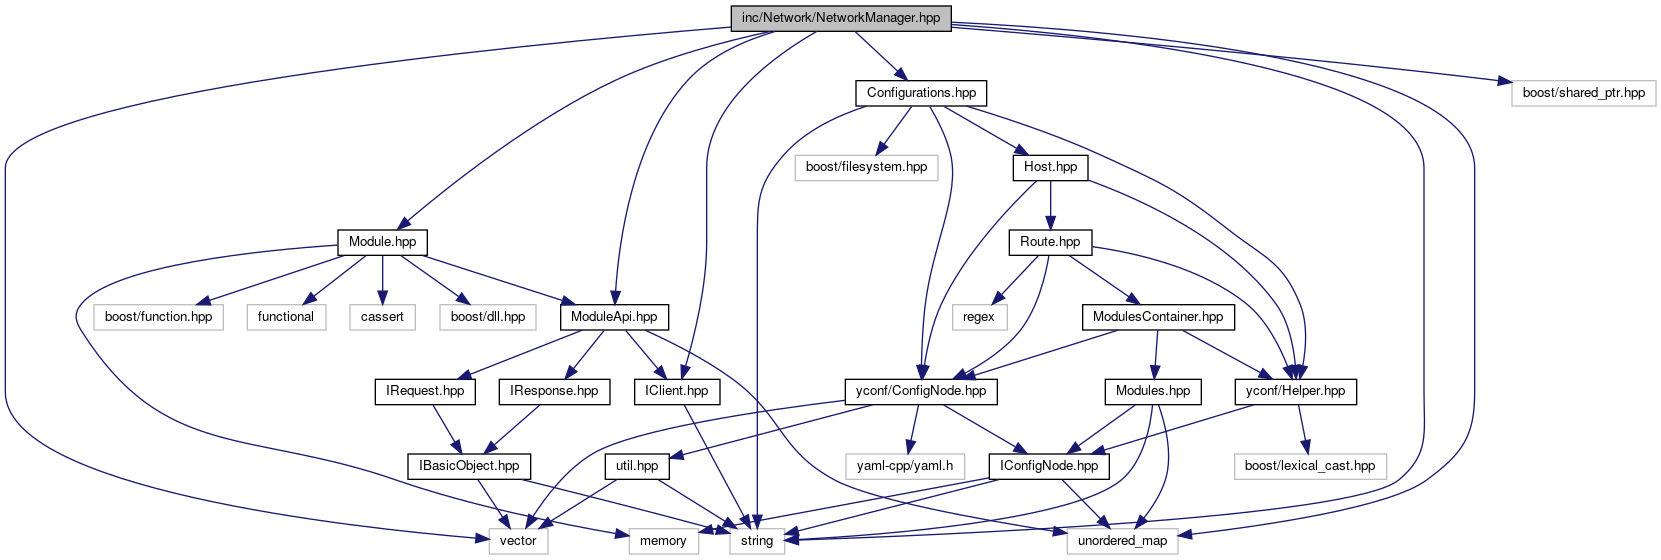 inc/Network/NetworkManager.hpp
Configurations.hpp
boost/shared_ptr.hpp
boost/filesystem.hpp
Host.hpp
Module.hpp
Route.hpp
boost/function.hpp
functional
cassert
boost/dll.hpp
ModuleApi.hpp
regex
ModulesContainer.hpp
IRequest.hpp
IResponse.hpp
IClient.hpp
yconf/ConfigNode.hpp
Modules.hpp
yconf/Helper.hpp
IBasicObject.hpp
util.hpp
yaml-cpp/yaml.h
IConfigNode.hpp
boost/lexical_cast.hpp
vector
memory
string
unordered_map